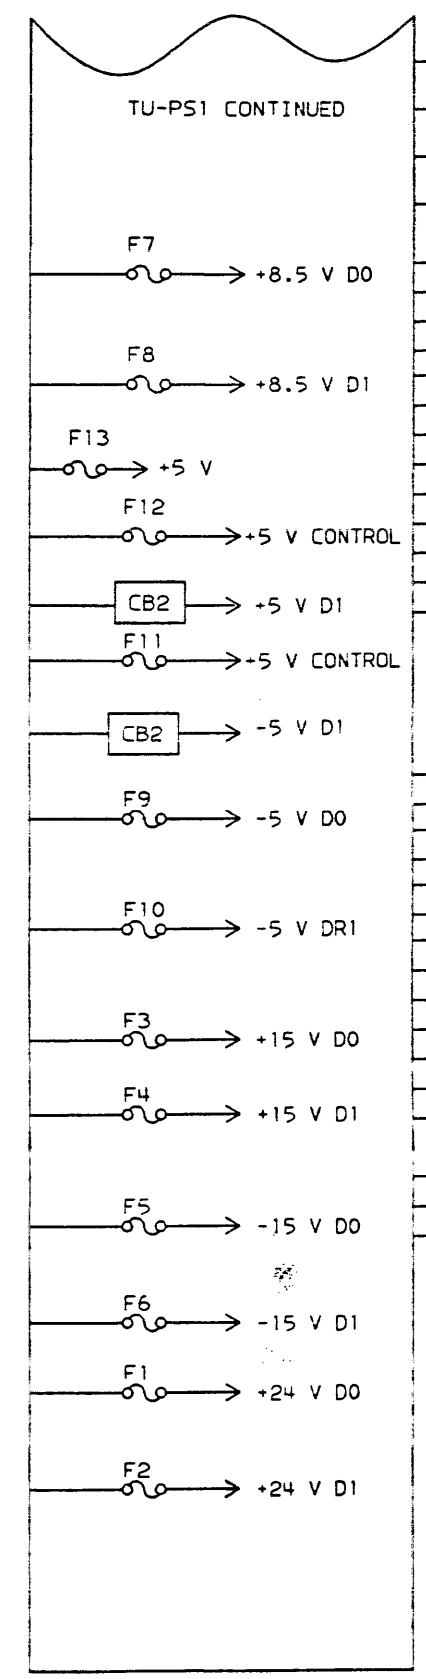 TU-PS1 CONTINUED
F7
+8.5 V D0
F8
+8.5 V D1
F13
+5 V
F12
+5 V CONTROL
CB2
+5 V D1
F11
+5 V CONTROL
CB2
-5 V D1
F9
-5 V D0
F10
-5 V DR1
F3
+15 V D0
F4
+15 V D1
F5
-15 V D0
F6
-15 V D1
F1
+24 V D0
F2
+24 V D1